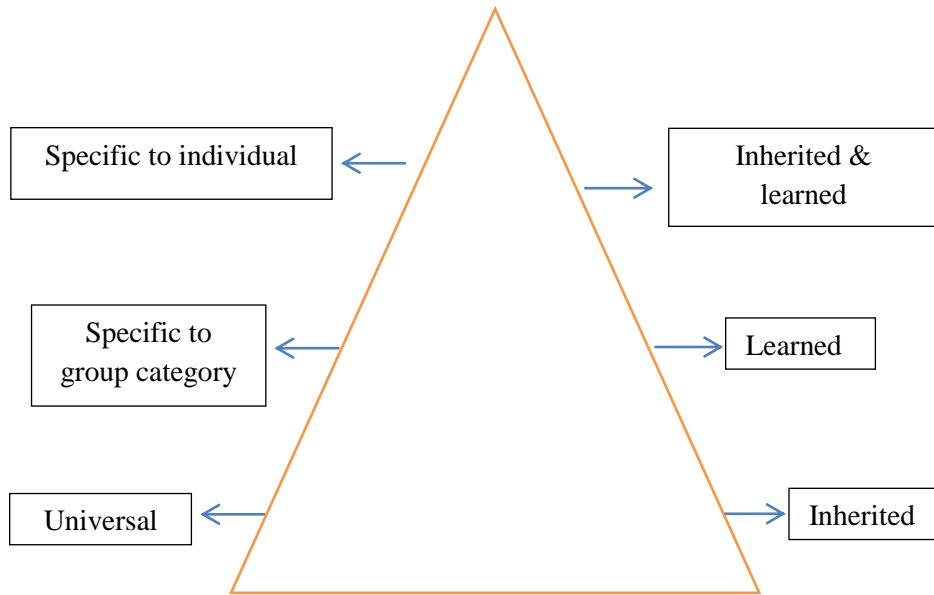 Specific to individual
Inherited &
learned
Specific to
group category
Learned
Universal
Inherited